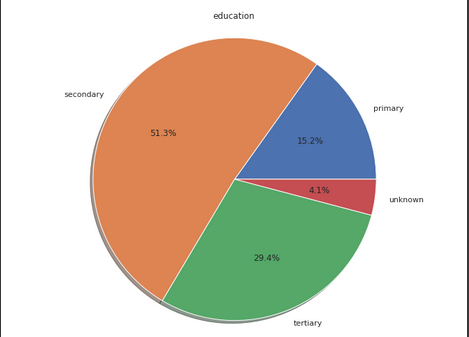 education
secondary
51.3%
primary
15.2%
4.1%
unknown
29.4%
tertiary